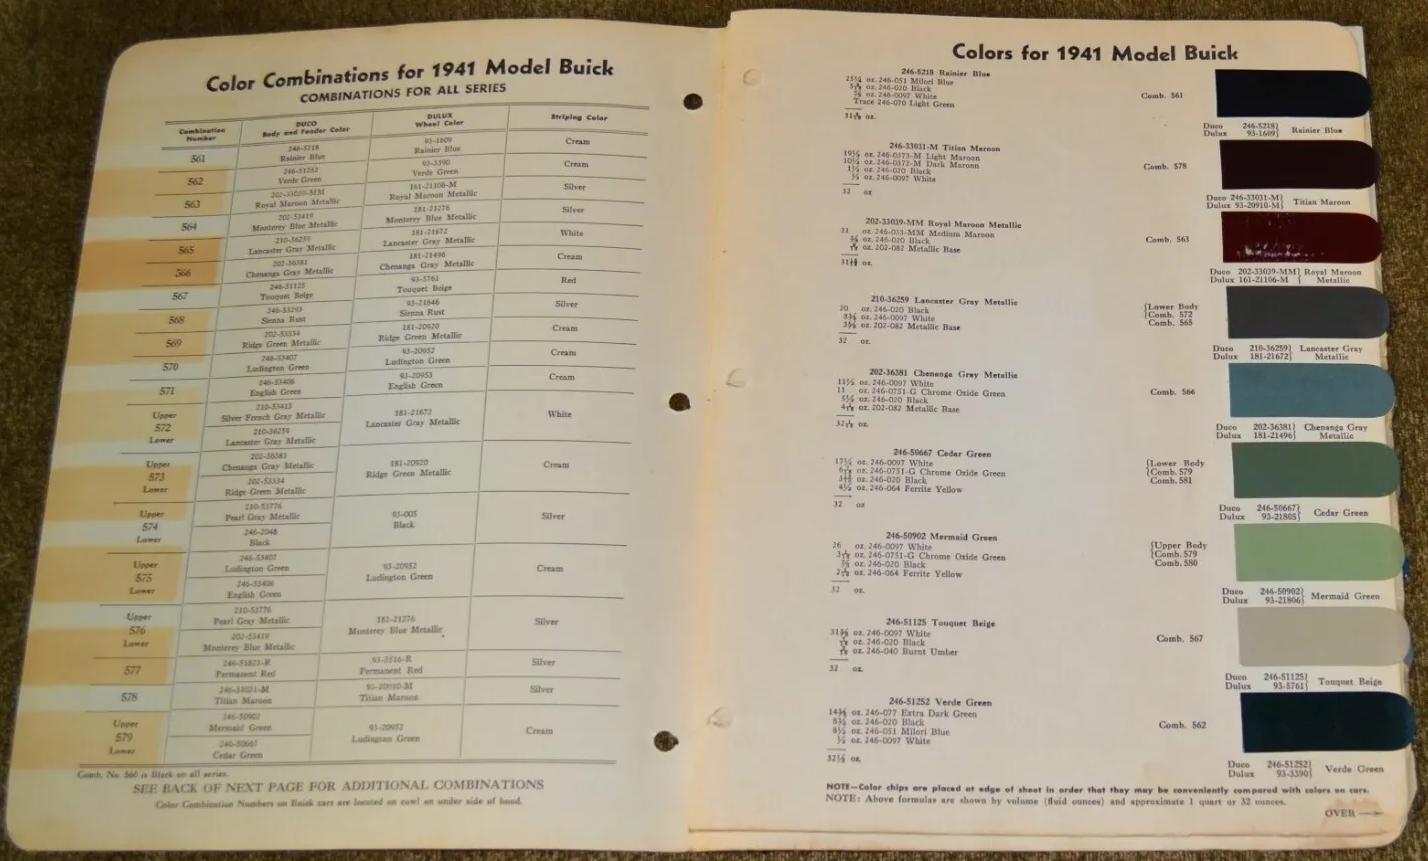 Color Combinations for 1941 Model Buick
COMBINATIONS FOR ALL SERIES
Combination Number DUCO Body and Fender Color DULUX Wheel Color Striping Color
561 246-5218 Rainier Blue 93-1609 Rainier Blue Cream
562 246-51252 Verde Green 93-3390 Verde Green Cream
563 202-33039-MM Royal Maroon Metallic 161-21106-M Royal Maroon Metallic Silver
564 202-53419 Monterey Blue Metallic 181-21276 Monterey Blue Metallic Silver
565 210-36259 Lancaster Gray Metallic 181-21672 Lancaster Gray Metallic White
566 202-36381 Chenanga Gray Metallic 181-21496 Chenanga Gray Metallic Cream
567 246-51125 Touquet Beige 93-5761 Touquet Beige Red
568 Sienna Rust 93-21646 Sienna Rust Silver
569 202-53334 Ridge Green Metallic 181-20920 Ridge Green Metallic Cream
570 246-53407 Ludington Green 93-20952 Ludington Green Cream
571 246-53406 English Green 93-20953 English Green Cream
Upper 572 Lower 210-53413 Silver French Gray Metallic 210-36259 Lancaster Gray Metallic 181-21672 Lancaster Gray Metallic White
Upper 573 Lower 202-36381 Chenanga Gray Metallic 202-53334 Ridge Green Metallic 181-20920 Ridge Green Metallic Cream
Upper 574 Lower 210-53776 Pearl Gray Metallic 246-2048 Black 93-005 Black Silver
Upper 575 Lower 246-53407 Ludington Green 246-53406 English Green 93-20952 Ludington Green Cream
Upper 576 Lower 210-53776 Pearl Gray Metallic 202-53419 Monterey Blue Metallic 181-21276 Monterey Blue Metallic Silver
577 246-51823-R Permanent Red 93-5516-R Permanent Red Silver
578 246-33031-M Titian Maroon 93-20910-M Titian Maroon Silver
Upper 579 Lower 246-50902 Mermaid Green 246-50667 Cedar Green 93-20952 Ludington Green Cream
Comb. No. 560 is Black on all series.
SEE BACK OF NEXT PAGE FOR ADDITIONAL COMBINATIONS
Color Combination Numbers on Buick cars are located on cowl on under side of hood.
Colors for 1941 Model Buick
246-5218 Rainier Blue
oz. 246-051 Milori Blue
oz. 246-020 Black
oz. 246-0097 White
Trace 246-070 Light Green
oz.
Comb. 561
Duco 246-5218
Dulux 93-1609
Rainier Blue
246-33031-M Titian Maroon
oz. 246-0373-M Light Maroon
oz. 246-0372-M Dark Maroon
oz. 246-020 Black
oz. 246-0097 White
32 oz
Comb. 578
Duco 246-33031-M
Dulux 93-20910-M
Titian Maroon
202-33039-MM Royal Maroon Metallic
31 oz. 246-033-MM Medium Maroon
oz. 246-020 Black
oz. 202-082 Metallic Base
oz.
Comb. 563
Duco 202-33039-MM
Dulux 161-21106-M
Royal Maroon Metallic
210-36259 Lancaster Gray Metallic
20 oz. 246-020 Black
oz. 246-0097 White
oz. 202-082 Metallic Base
32 oz.
Lower Body
Comb. 572
Comb. 565
Duco 210-36259
Dulux 181-21672
Lancaster Gray Metallic
202-36381 Chenanga Gray Metallic
11½ oz. 246-0097 White
11 oz. 246-0751-G Chrome Oxide Green
5½ oz. 246-020 Black
oz. 202-082 Metallic Base
oz.
Comb. 566
Duco 202-36381
Dulux 181-21496
Chenanga Gray Metallic
246-50667 Cedar Green
oz. 246-0097 White
oz. 246-0751-G Chrome Oxide Green
oz. 246-020 Black
oz. 246-064 Ferrite Yellow
32 oz
Lower Body
Comb. 579
Comb. 581
Duco 246-50667
Dulux 93-21805
Cedar Green
246-50902 Mermaid Green
26 oz. 246-0097 White
oz. 246-0751-G Chrome Oxide Green
oz. 246-020 Black
oz. 246-064 Ferrite Yellow
32 oz.
Upper Body
Comb. 579
Comb. 580
Duco 246-50902
Dulux 93-21806
Mermaid Green
246-51125 Touquet Beige
oz. 246-0097 White
oz. 246-020 Black
oz. 246-040 Burnt Umber
32 oz.
Comb. 567
Duco 246-51125
Dulux 93-5761
Touquet Beige
246-51252 Verde Green
oz. 246-077 Extra Dark Green
oz. 246-020 Black
oz. 246-051 Milori Blue
oz. 246-0097 White
oz.
Comb. 562
Duco 246-51252
Dulux 93-3390
Verde Green
NOTE—Color chips are placed at edge of sheet in order that they may be conveniently compared with colors on cars.
NOTE: Above formulas are shown by volume (fluid ounces) and approximate 1 quart or 32 ounces.
OVER